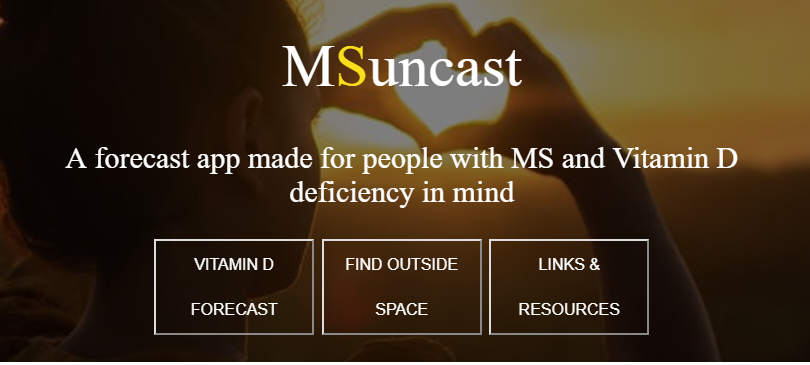 MSuncast
A forecast app made for people with MS and Vitamin D
deficiency in mind
VITAMIN D
FORECAST
FIND OUTSIDE
SPACE
LINKS &
RESOURCES